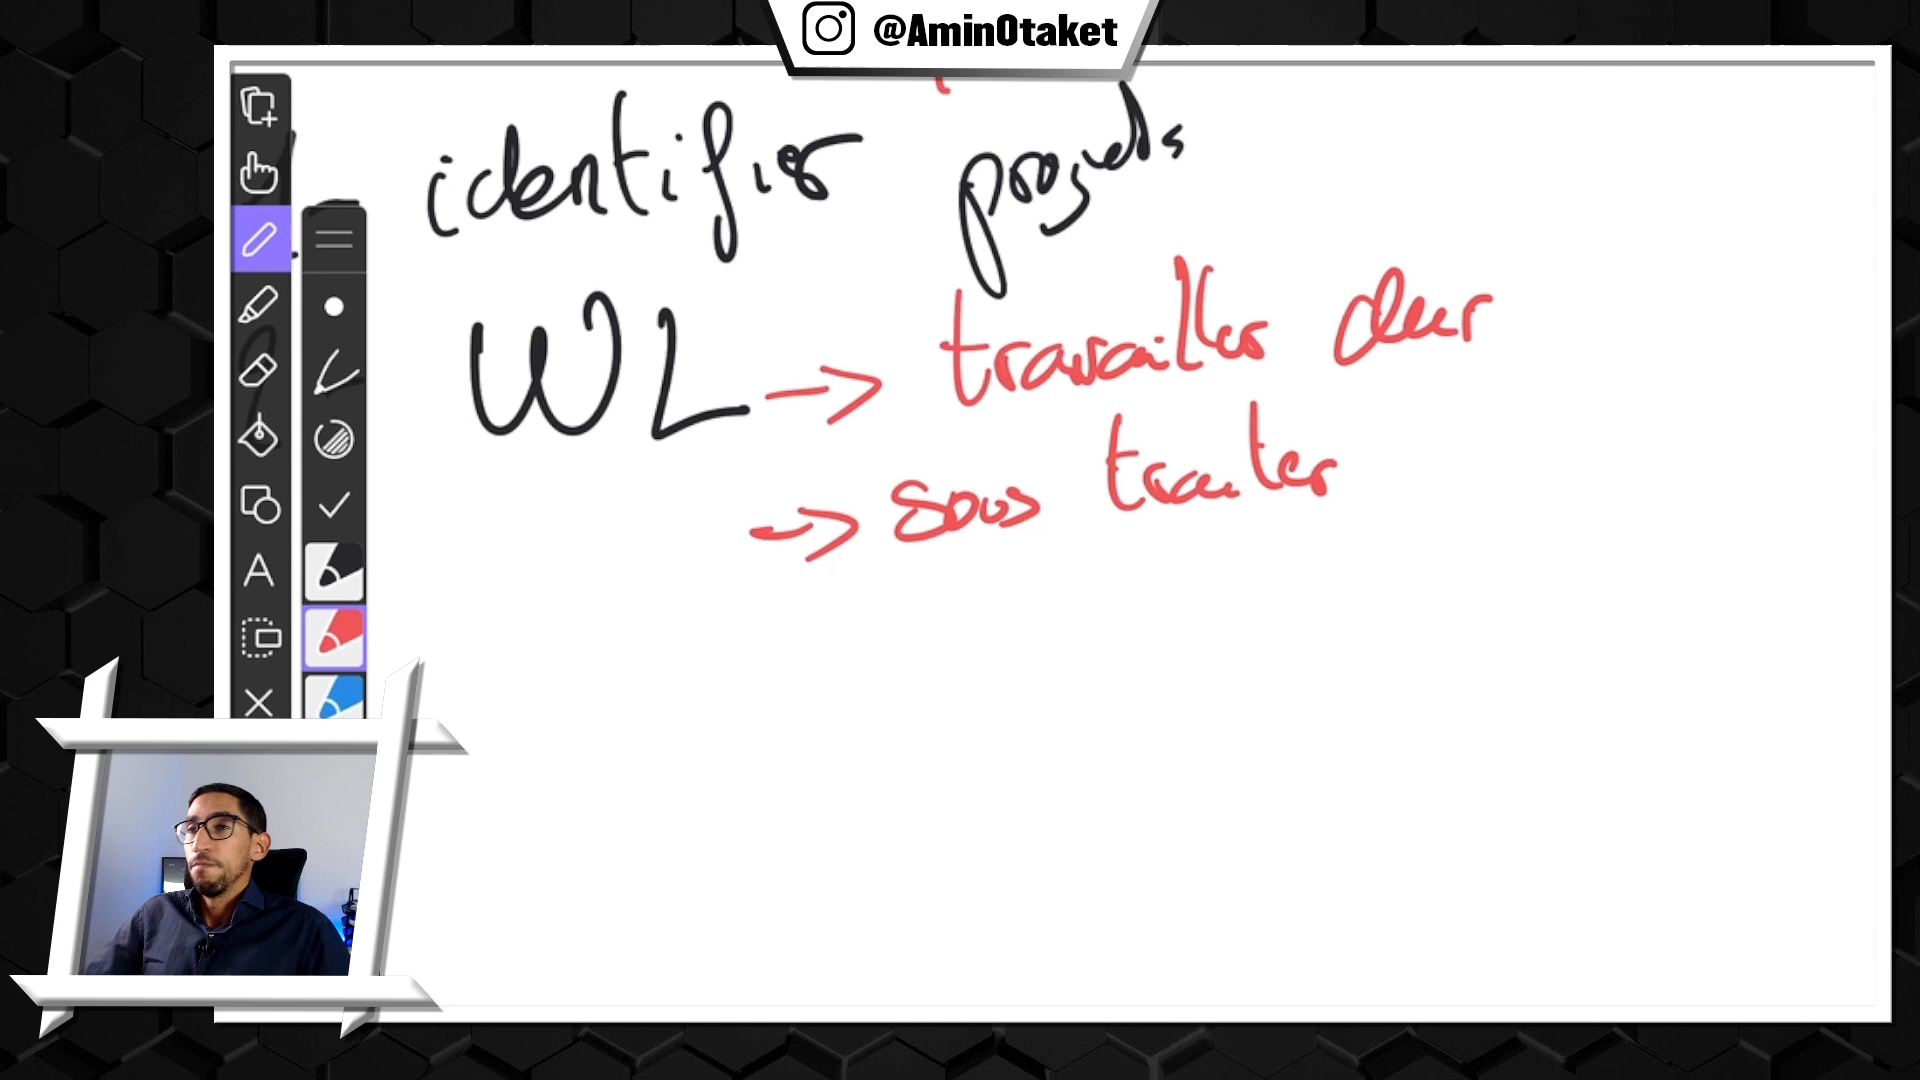 @AminOtaket
identifier projets
WL → travailler dur
→ sous traiter